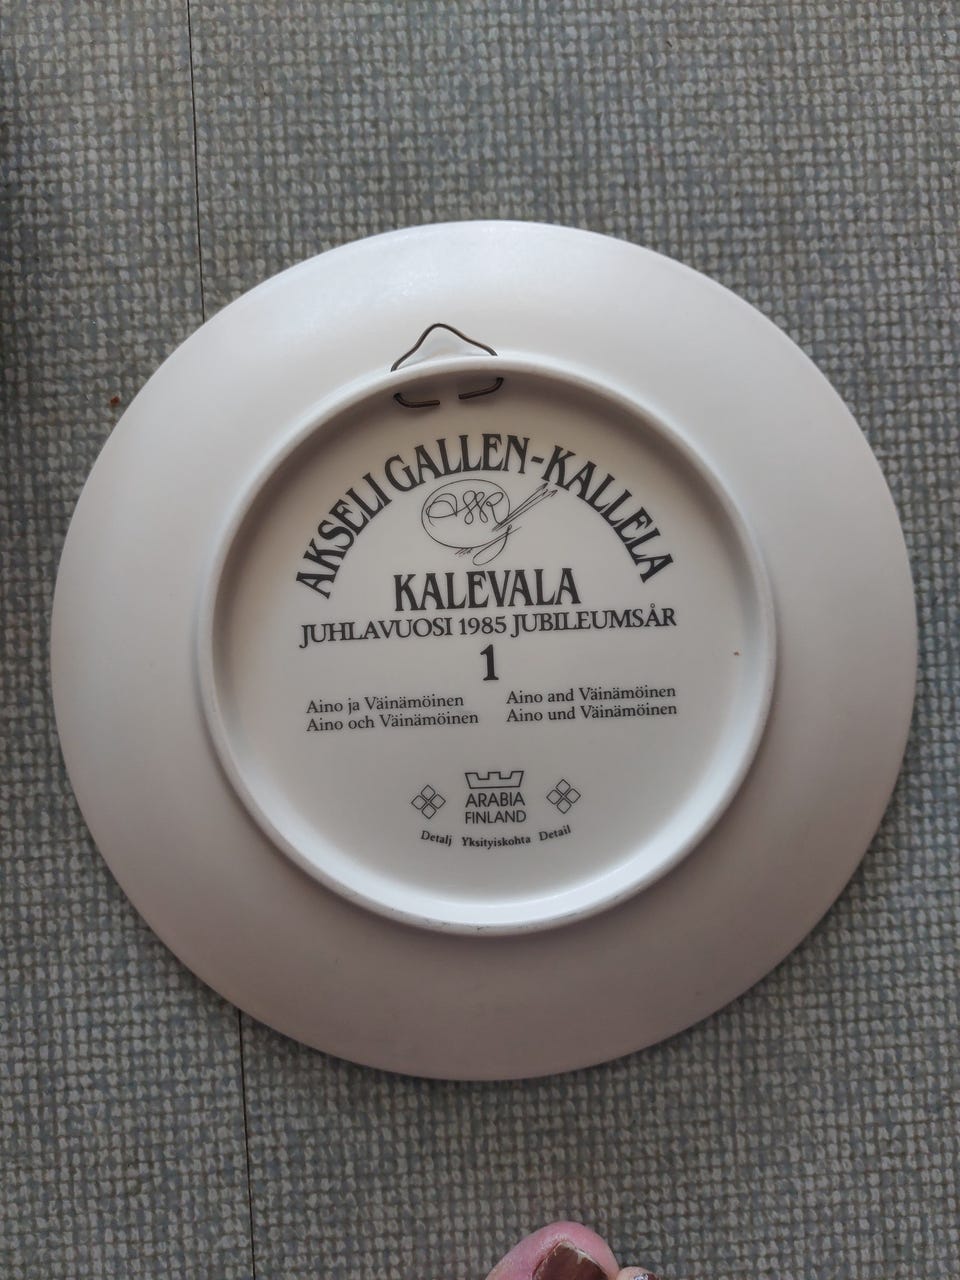 AKSELI GALLEN-KALLELA
KALEVALA
JUHLAVUOSI 1985 JUBILEUMSÅR
1
Aino ja Väinämöinen
Aino och Väinämöinen
Aino and Väinämöinen
Aino und Väinämöinen
ARABIA
FINLAND
Detalj Yksityiskohta Detail